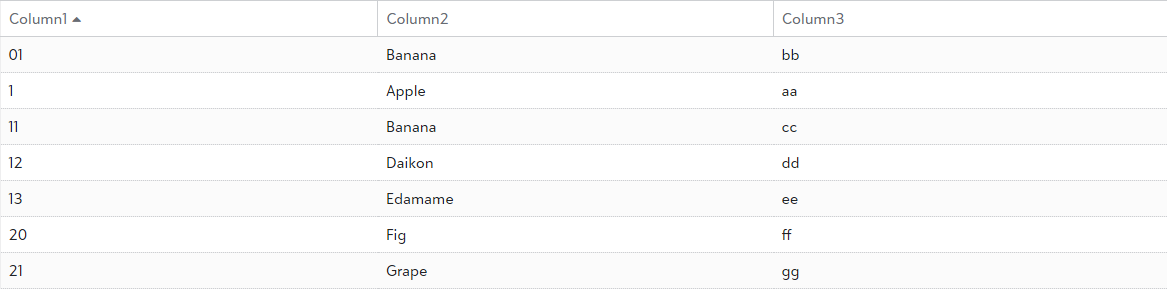 Column1 Column2 Column3
01 Banana bb
1 Apple aa
11 Banana cc
12 Daikon dd
13 Edamame ee
20 Fig ff
21 Grape gg